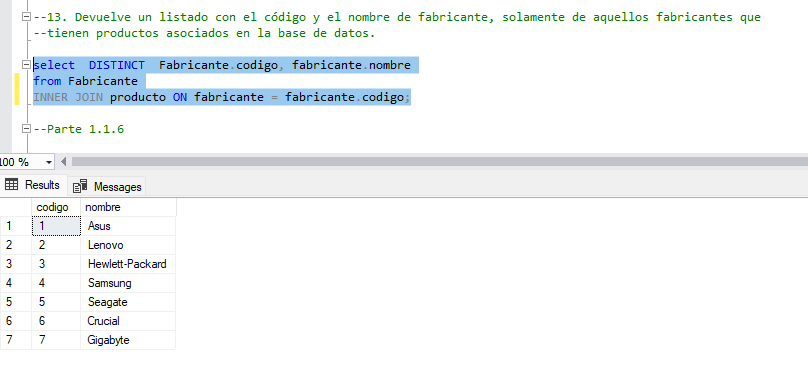 --13. Devuelve un listado con el código y el nombre de fabricante, solamente de aquellos fabricantes que
--tienen productos asociados en la base de datos.
select  DISTINCT  Fabricante.codigo, fabricante.nombre
from Fabricante
INNER JOIN producto ON fabricante = fabricante.codigo;
--Parte 1.1.6
100 %
Results Messages
codigo nombre
1 1 Asus
2 2 Lenovo
3 3 Hewlett-Packard
4 4 Samsung
5 5 Seagate
6 6 Crucial
7 7 Gigabyte